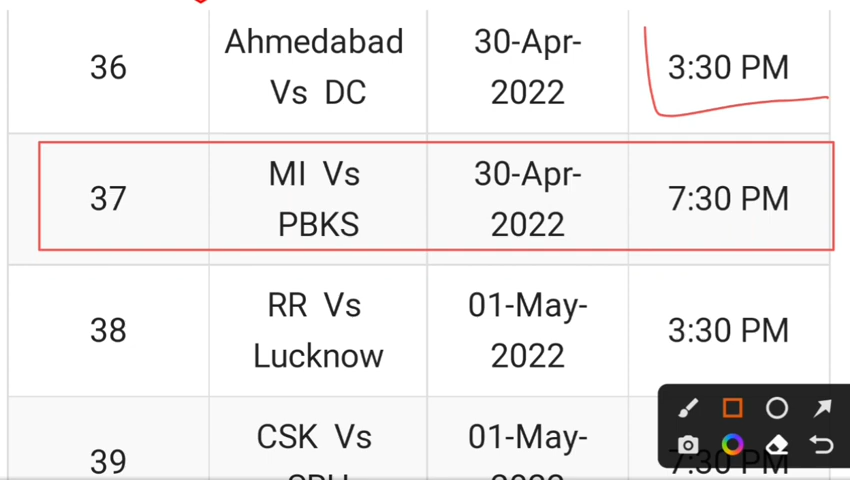 36
Ahmedabad
Vs DC
30-Apr-
2022
3:30 PM
37
MI Vs
PBKS
30-Apr-
2022
7:30 PM
38
RR Vs
Lucknow
01-May-
2022
3:30 PM
39
CSK Vs
01-May-
7:30 PM